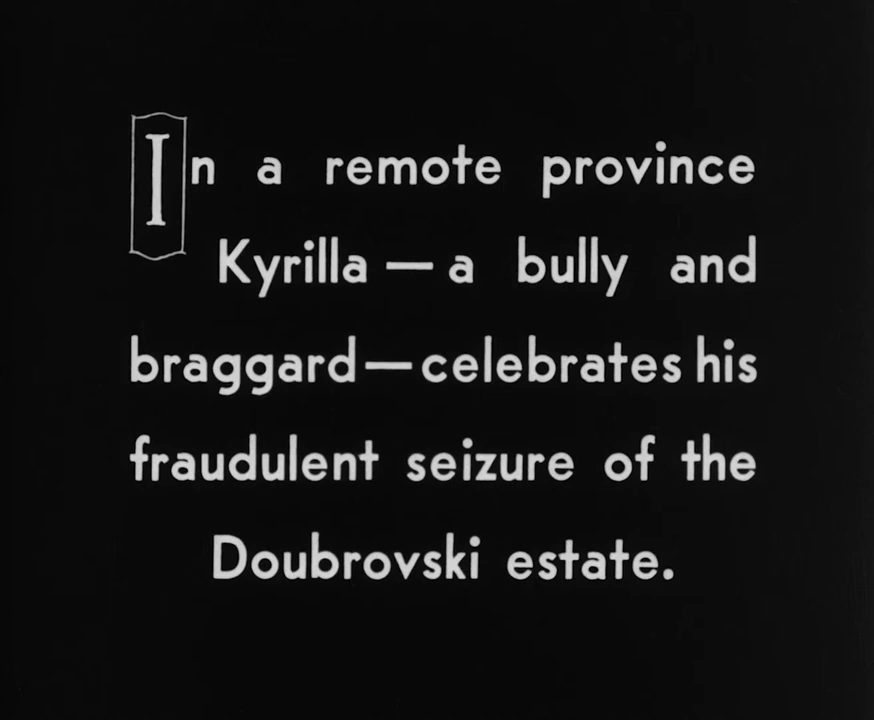 In a remote province
Kyrilla — a bully and
braggard — celebrates his
fraudulent seizure of the
Doubrovski estate.